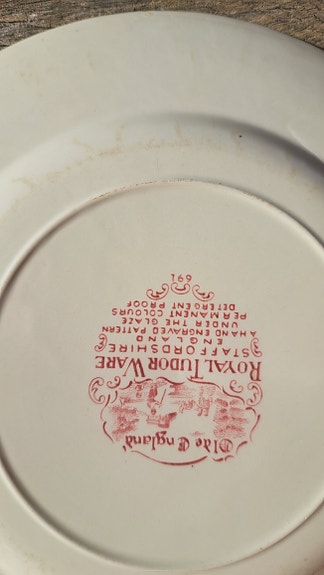 Olde England
ROYAL TUDOR WARE
STAFFORDSHIRE
ENGLAND
A HAND ENGRAVED PATTERN
UNDER THE GLAZE
PERMANENT COLOURS
DETERGENT PROOF